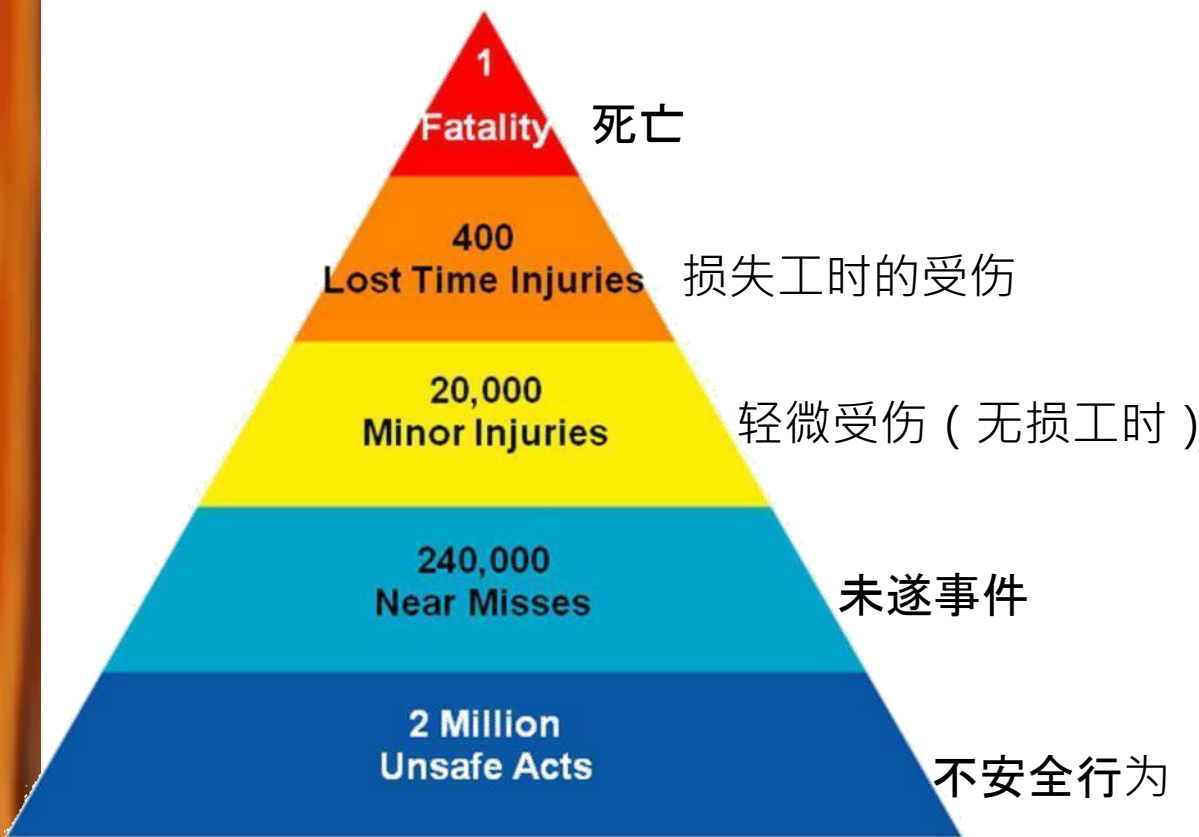 1
Fatality
死亡
400
Lost Time Injuries
损失工时的受伤
20,000
Minor Injuries
轻微受伤（无损工时）
240,000
Near Misses
未遂事件
2 Million
Unsafe Acts
不安全行为